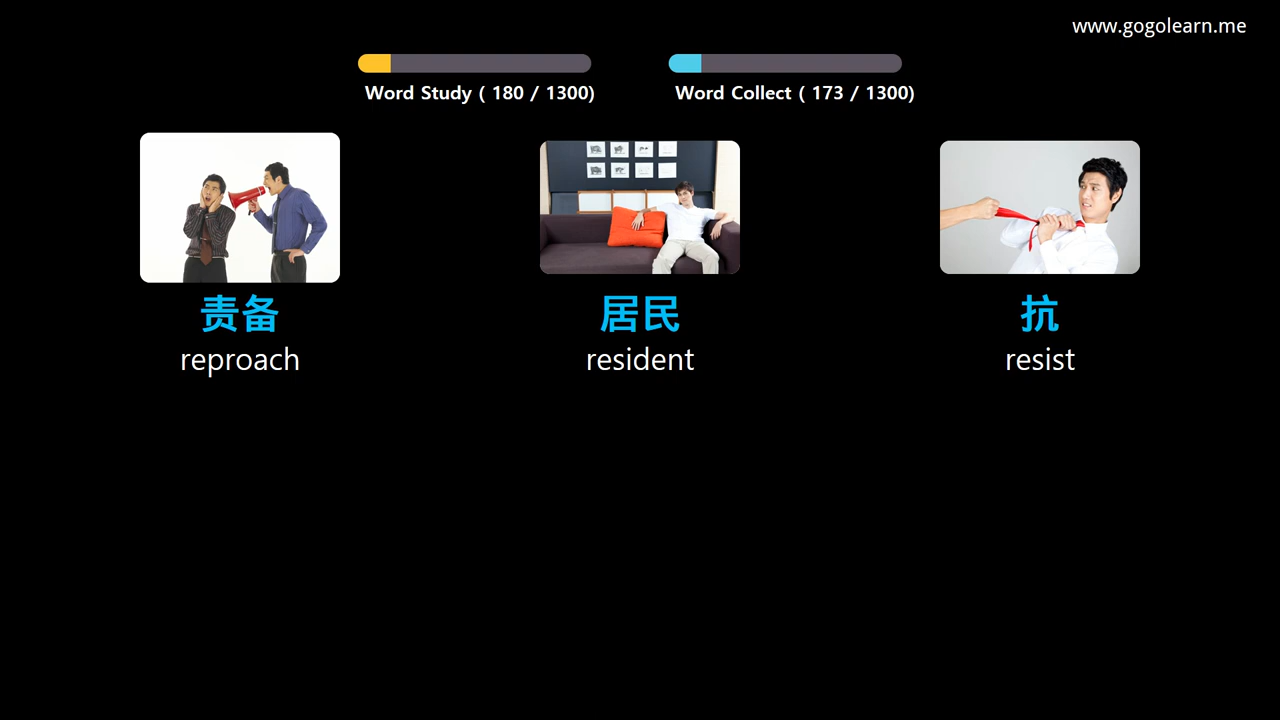 www.gogolearn.me
Word Study ( 180 / 1300)
Word Collect ( 173 / 1300)
责备
reproach
居民
resident
抗
resist